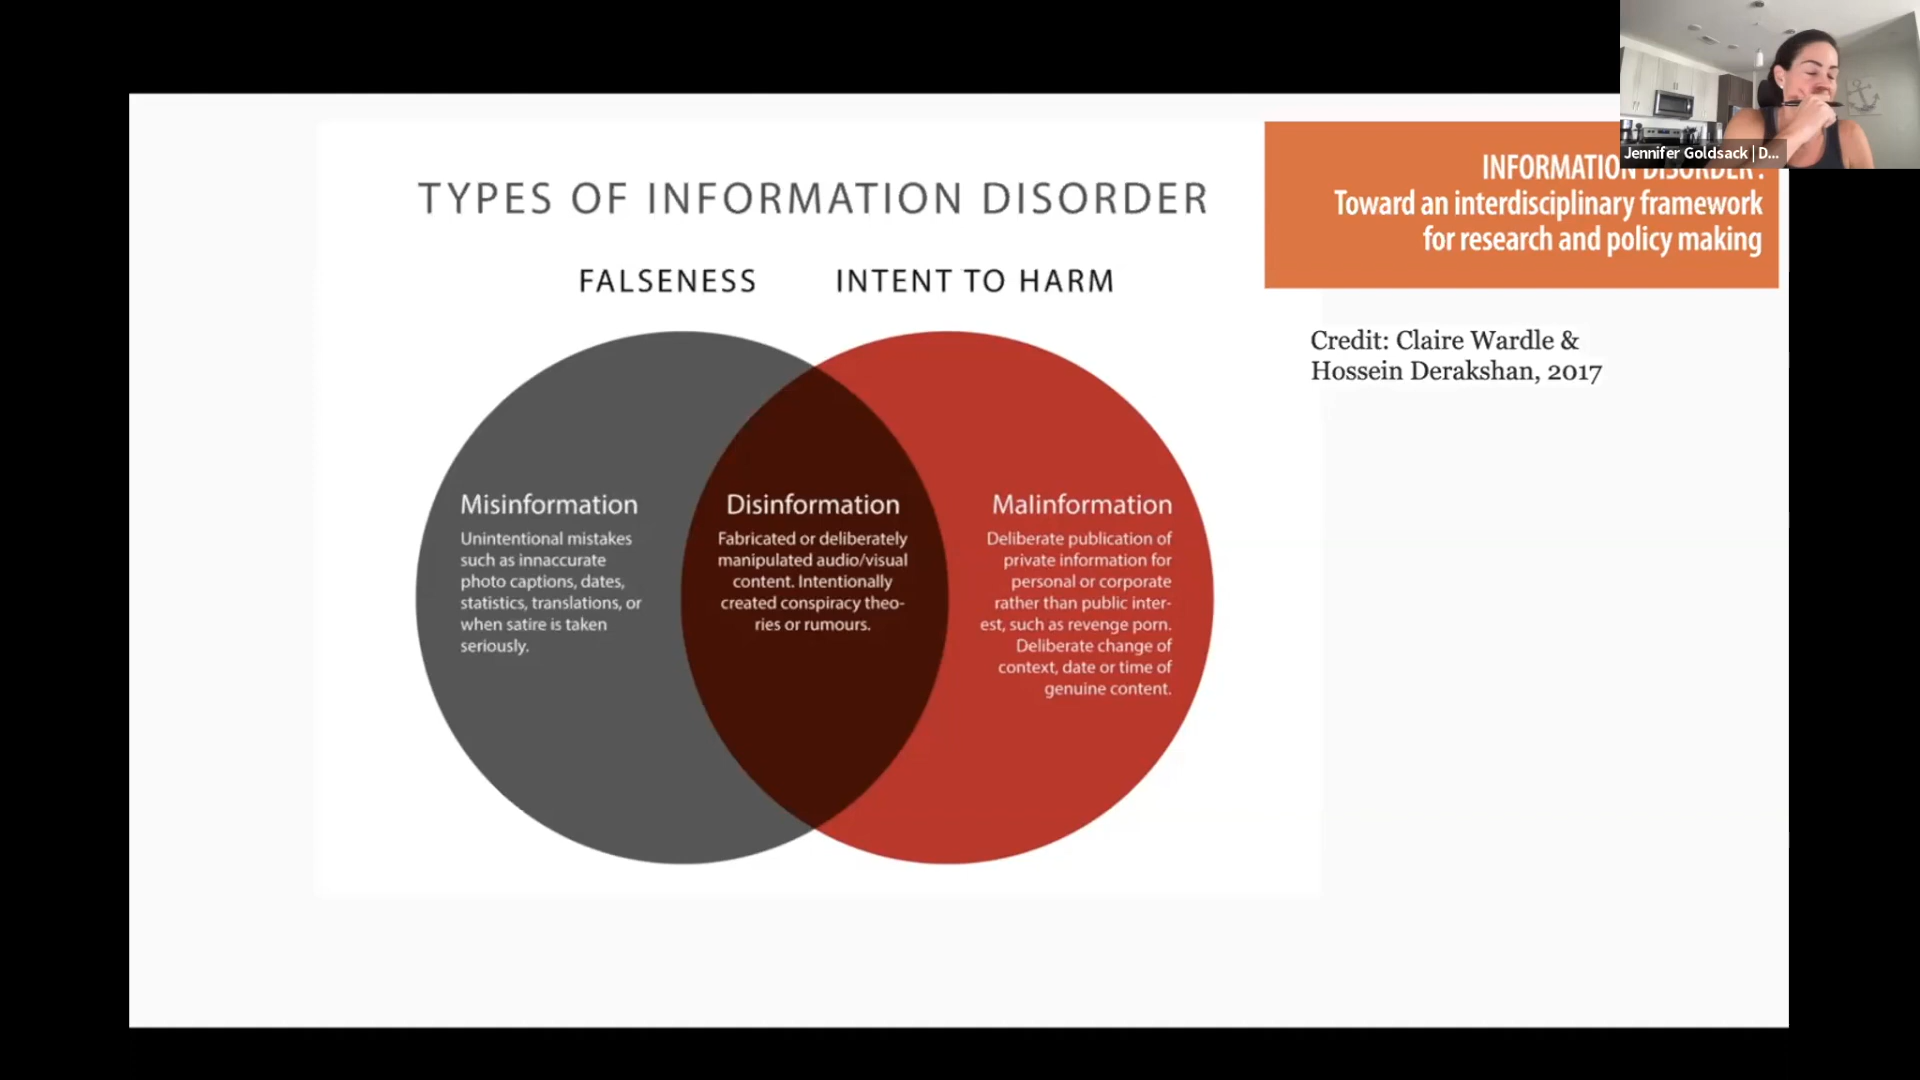 TYPES OF INFORMATION DISORDER
FALSENESS
INTENT TO HARM
Misinformation
Unintentional mistakes
such as innaccurate
photo captions, dates,
statistics, translations, or
when satire is taken
seriously.
Disinformation
Fabricated or deliberately
manipulated audio/visual
content. Intentionally
created conspiracy theo-
ries or rumours.
Malinformation
Deliberate publication of
private information for
personal or corporate
rather than public inter-
est, such as revenge porn.
Deliberate change of
context, date or time of
genuine content.
INFORMATION DISORDER :
Toward an interdisciplinary framework
for research and policy making
Credit: Claire Wardle &
Hossein Derakshan, 2017
Jennifer Goldsack | D...